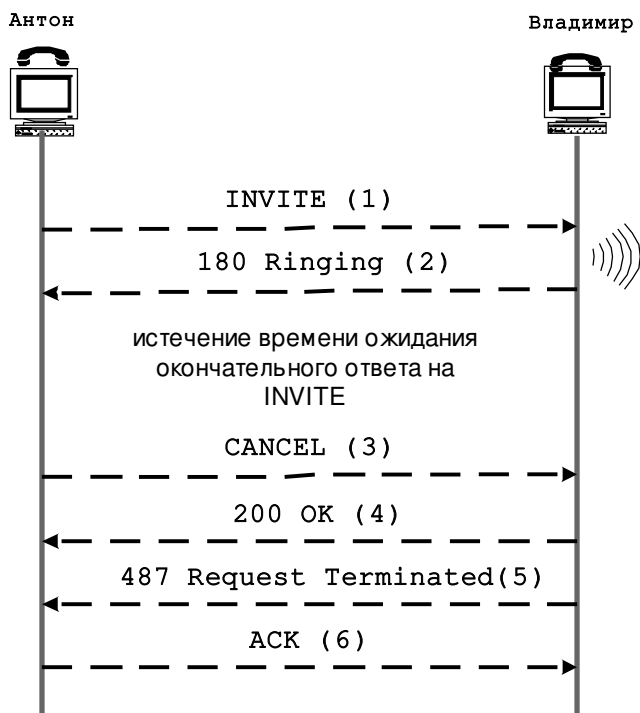 Антон
Владимир
INVITE (1)
180 Ringing (2)
истечение времени ожидания
окончательного ответа на
INVITE
CANCEL (3)
200 OK (4)
487 Request Terminated(5)
ACK (6)